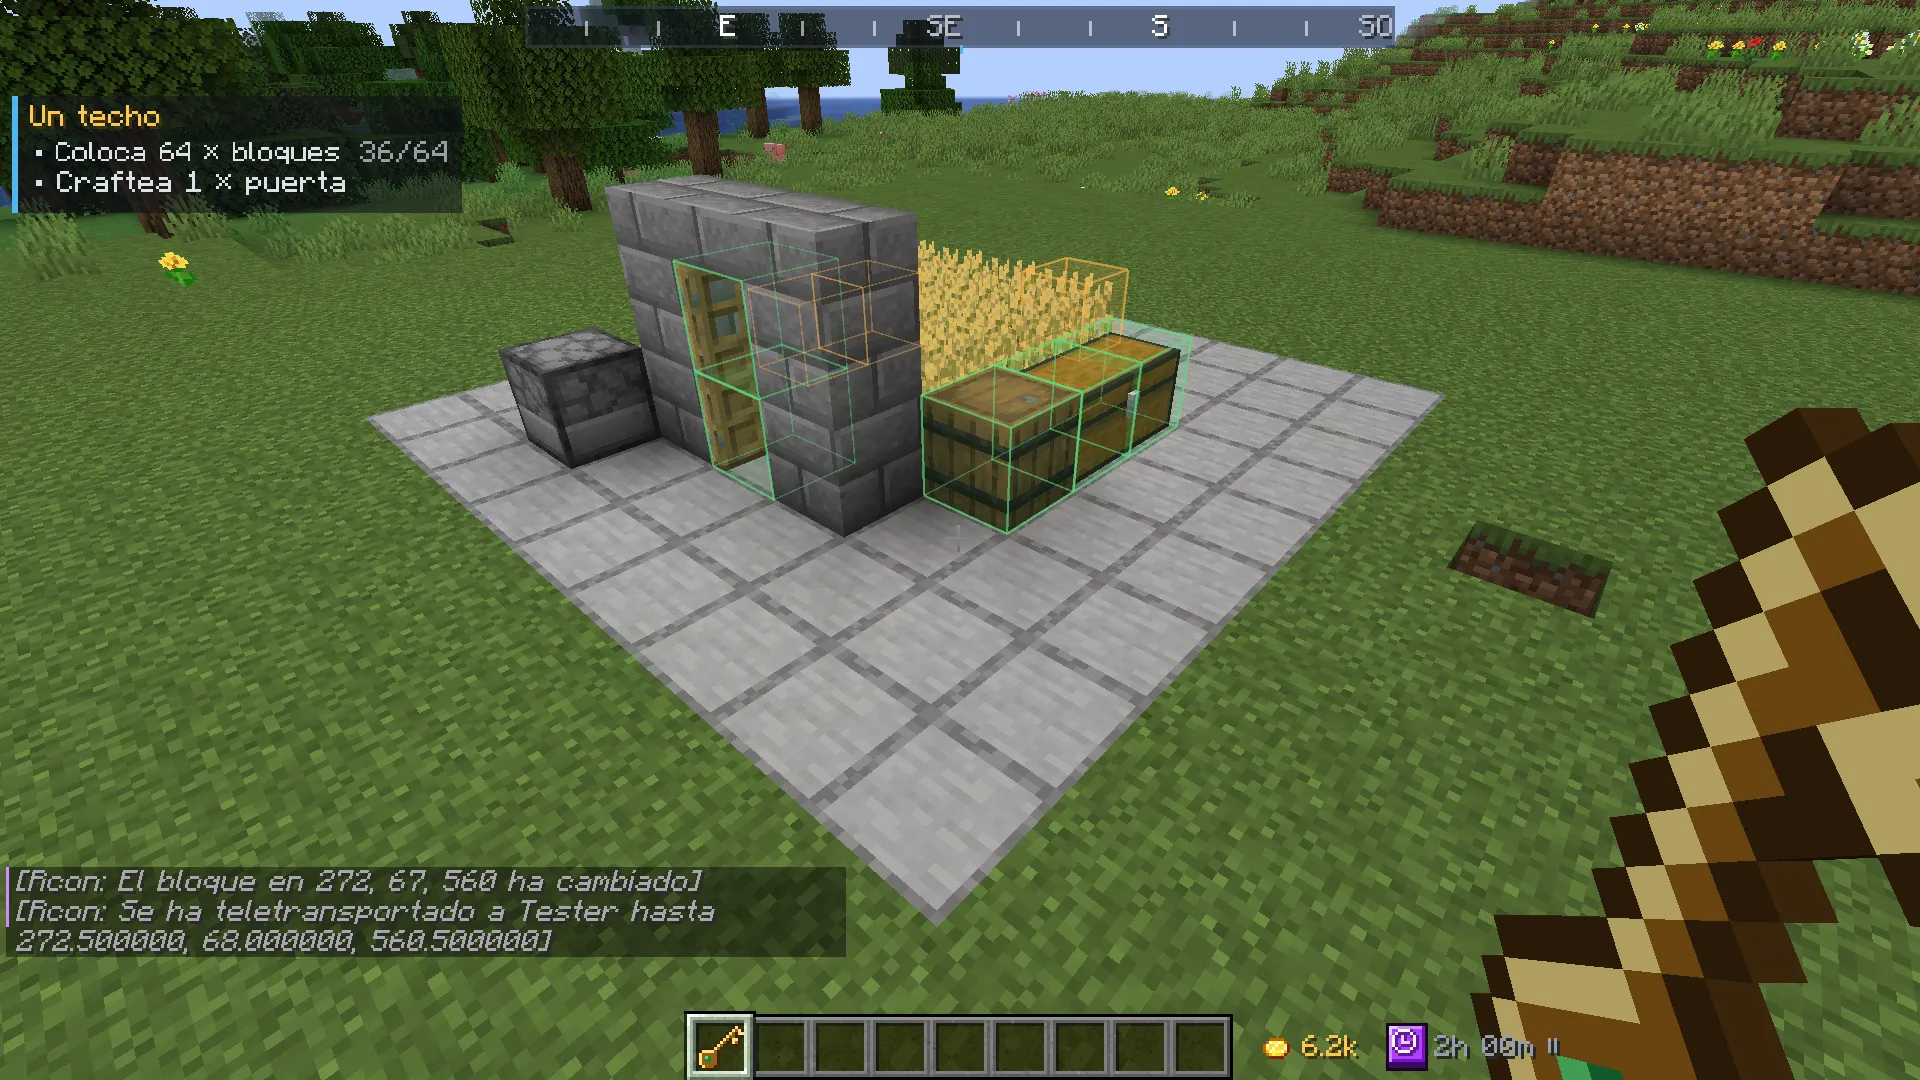 E SE S SO
Un techo
• Coloca 64 × bloques 36/64
• Craftea 1 × puerta
[Rcon: El bloque en 272, 67, 560 ha cambiado]
[Rcon: Se ha teletransportado a Tester hasta
272.500000, 68.000000, 560.500000]
6.2k 2h 00m II